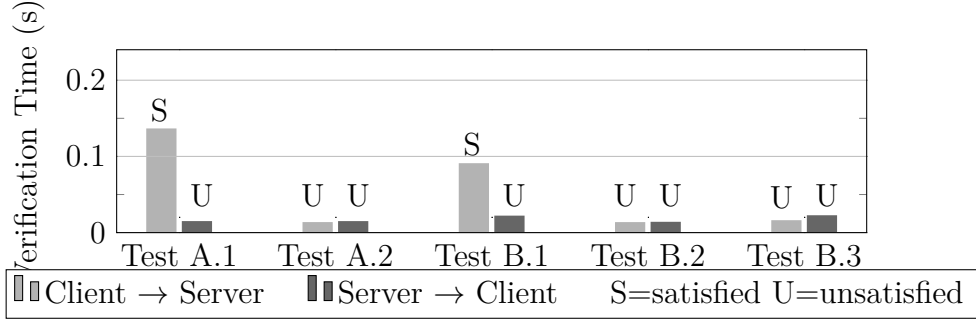 Verification Time (s)
0.2
0.1
0
S
U
U
U
S
U
U
U
U
U
Test A.1
Test A.2
Test B.1
Test B.2
Test B.3
Client → Server
Server → Client
S=satisfied U=unsatisfied